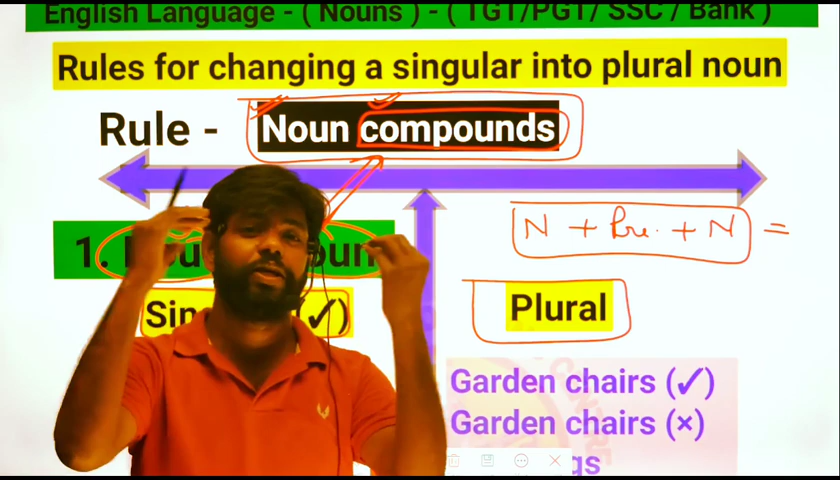 English Language - ( Nouns ) - ( TGT/PGT/ SSC / Bank )
Rules for changing a singular into plural noun
Rule - Noun compounds
N + Pre. + N =
1.
(✓)
Plural
Garden chairs (✓)
Garden chairs (×)